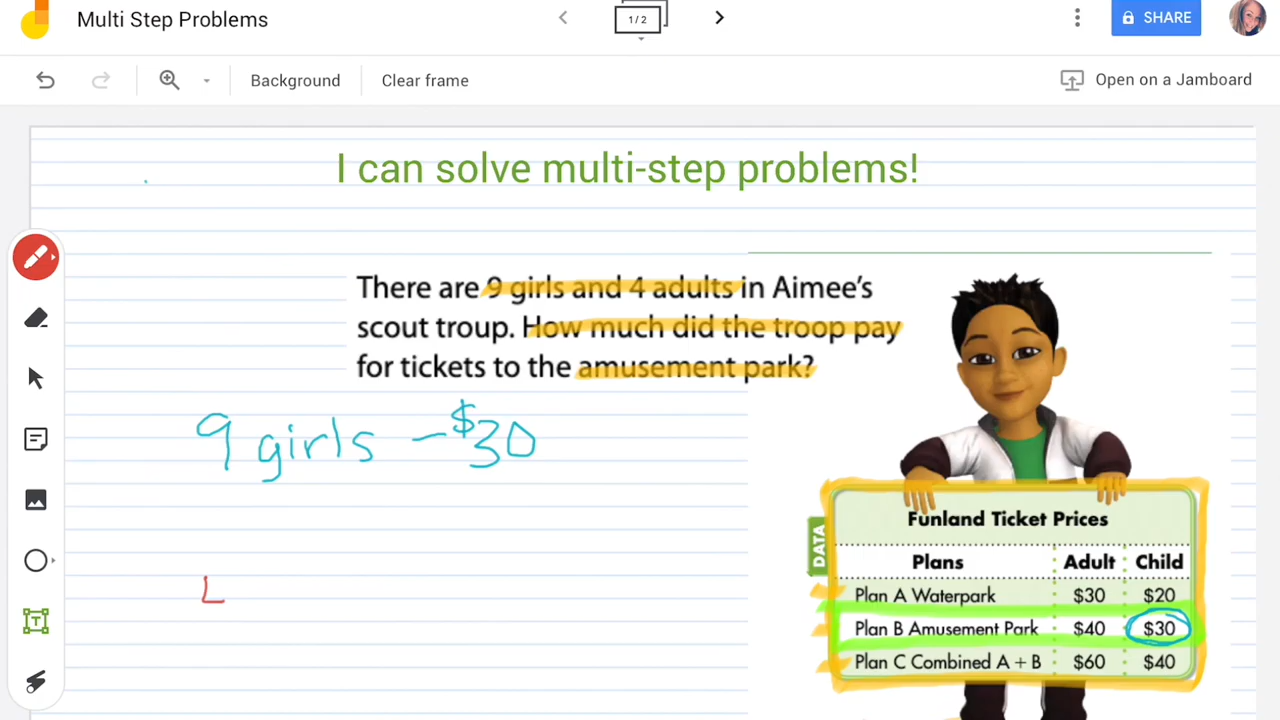 Multi Step Problems
1/2
SHARE
Background
Clear frame
Open on a Jamboard
I can solve multi-step problems!
There are 9 girls and 4 adults in Aimee's
scout troup. How much did the troop pay
for tickets to the amusement park?
9 girls - $30
DATA
Funland Ticket Prices
Plans Adult Child
Plan A Waterpark $30 $20
Plan B Amusement Park $40 $30
Plan C Combined A + B $60 $40